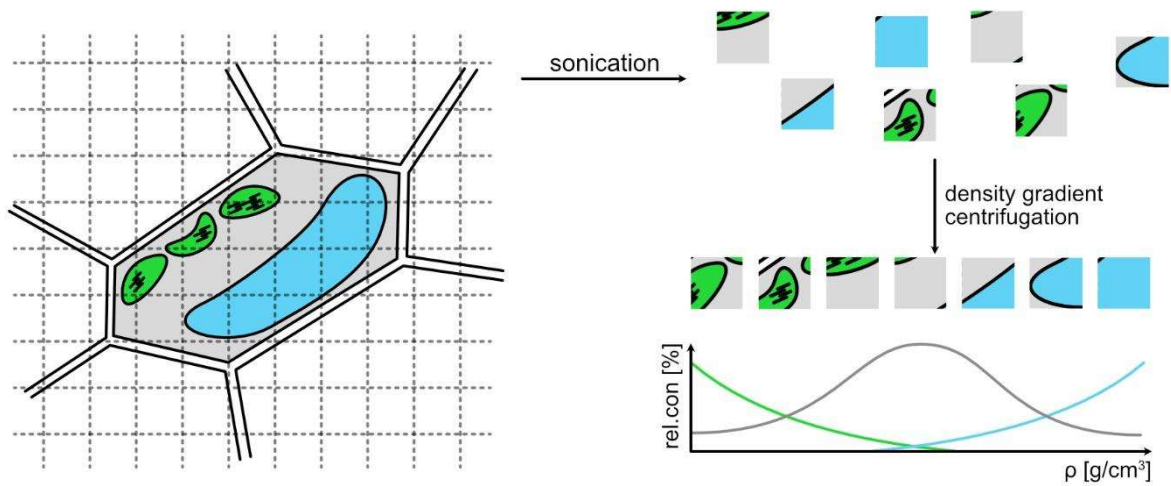 sonication
density gradient
centrifugation
rel.con [%]
ρ [g/cm³]